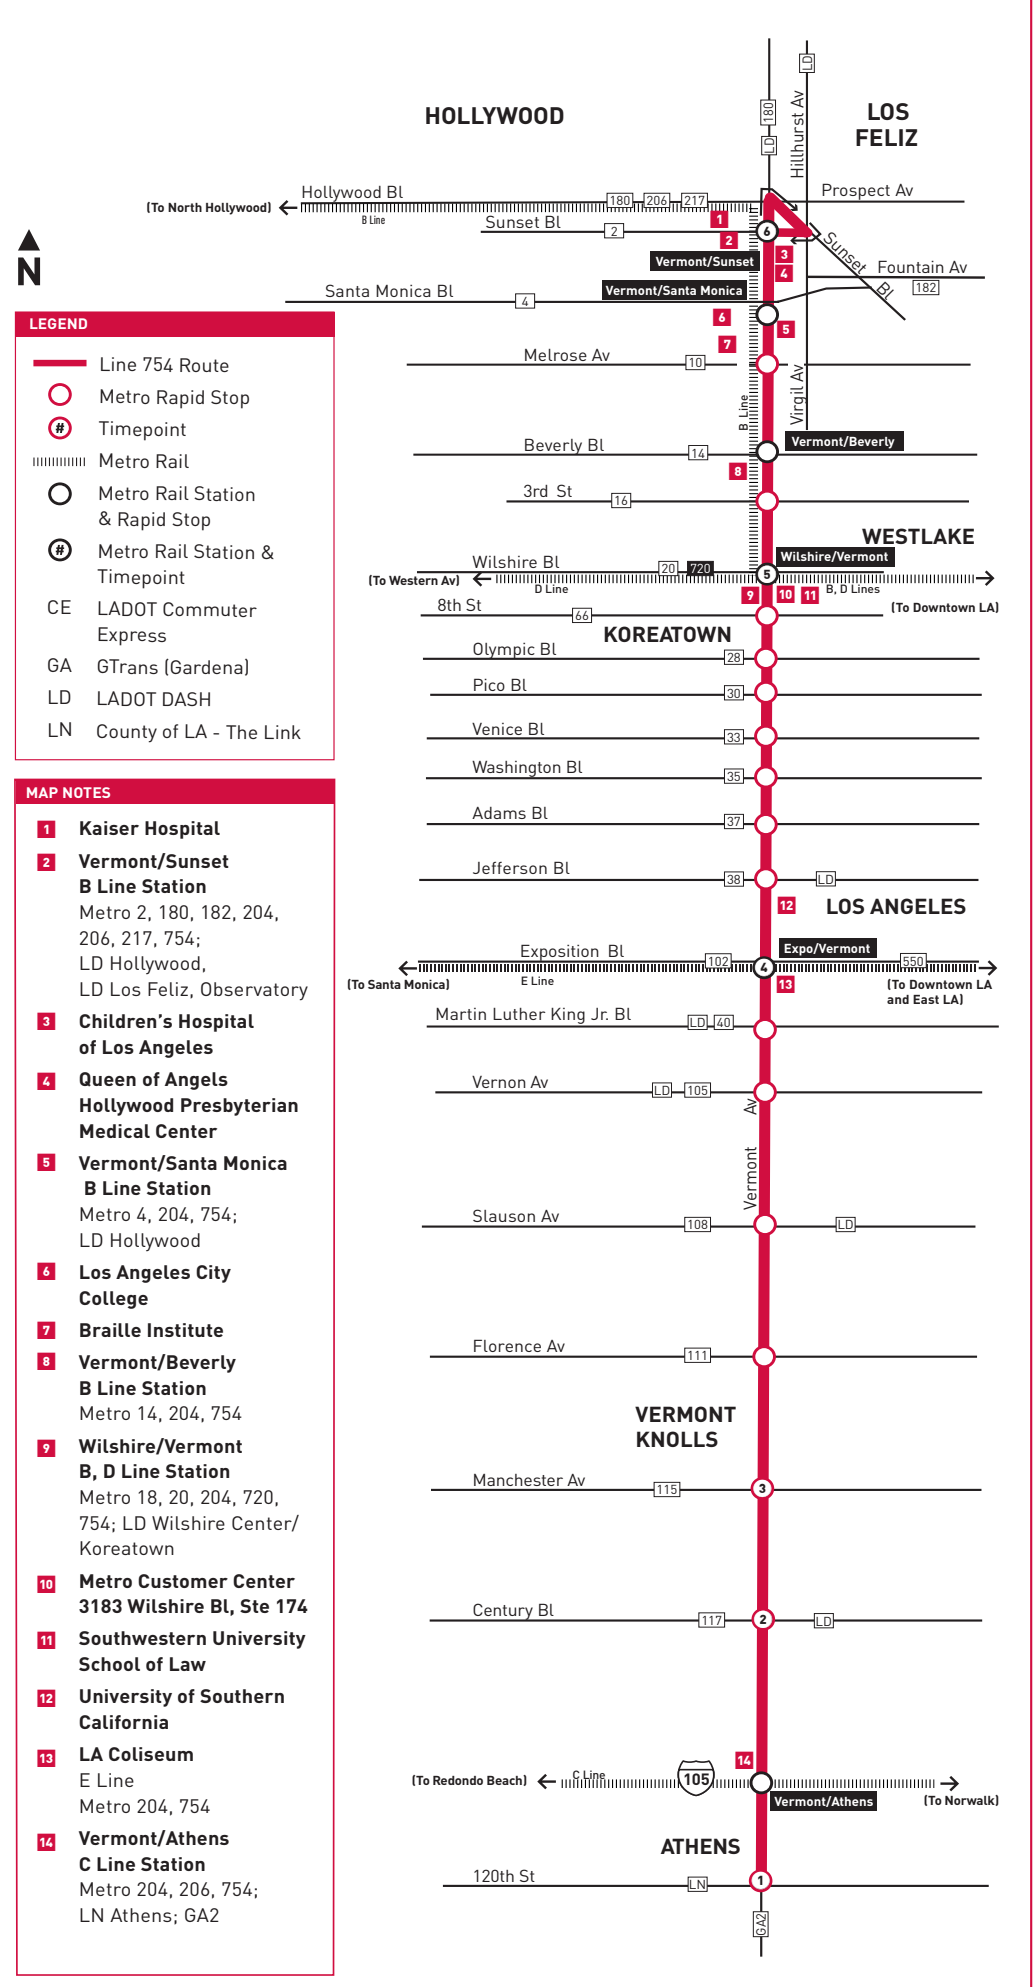 HOLLYWOOD
LOS
FELIZ
LD
180
LD
Hillhurst Av
Hollywood Bl
180
206
217
Prospect Av
(To North Hollywood)
B Line
1
Sunset Bl
2
6
2
Sunset Bl
3
Vermont/Sunset
4
Fountain Av
182
N
Santa Monica Bl
4
Vermont/Santa Monica
6
5
7
Melrose Av
10
Virgil Av
B Line
Beverly Bl
14
Vermont/Beverly
8
3rd St
16
WESTLAKE
Wilshire/Vermont
Wilshire Bl
20
720
5
(To Western Av)
D Line
9
10
11
B, D Lines
(To Downtown LA)
8th St
66
KOREATOWN
Olympic Bl
28
Pico Bl
30
Venice Bl
33
Washington Bl
35
Adams Bl
37
Jefferson Bl
38
LD
12
LOS ANGELES
Expo/Vermont
Exposition Bl
102
4
550
(To Santa Monica)
E Line
13
(To Downtown LA
and East LA)
Martin Luther King Jr. Bl
LD
40
Vernon Av
LD
105
Vermont Av
Slauson Av
108
LD
Florence Av
111
VERMONT
KNOLLS
Manchester Av
115
3
Century Bl
117
2
LD
14
(To Redondo Beach)
C Line
105
Vermont/Athens
(To Norwalk)
ATHENS
120th St
LN
1
GA2
LEGEND
Line 754 Route
Metro Rapid Stop
# Timepoint
Metro Rail
Metro Rail Station
& Rapid Stop
# Metro Rail Station &
Timepoint
CE LADOT Commuter
Express
GA GTrans (Gardena)
LD LADOT DASH
LN County of LA - The Link
MAP NOTES
1 Kaiser Hospital
2 Vermont/Sunset
B Line Station
Metro 2, 180, 182, 204,
206, 217, 754;
LD Hollywood,
LD Los Feliz, Observatory
3 Children's Hospital
of Los Angeles
4 Queen of Angels
Hollywood Presbyterian
Medical Center
5 Vermont/Santa Monica
B Line Station
Metro 4, 204, 754;
LD Hollywood
6 Los Angeles City
College
7 Braille Institute
8 Vermont/Beverly
B Line Station
Metro 14, 204, 754
9 Wilshire/Vermont
B, D Line Station
Metro 18, 20, 204, 720,
754; LD Wilshire Center/
Koreatown
10 Metro Customer Center
3183 Wilshire Bl, Ste 174
11 Southwestern University
School of Law
12 University of Southern
California
13 LA Coliseum
E Line
Metro 204, 754
14 Vermont/Athens
C Line Station
Metro 204, 206, 754;
LN Athens; GA2